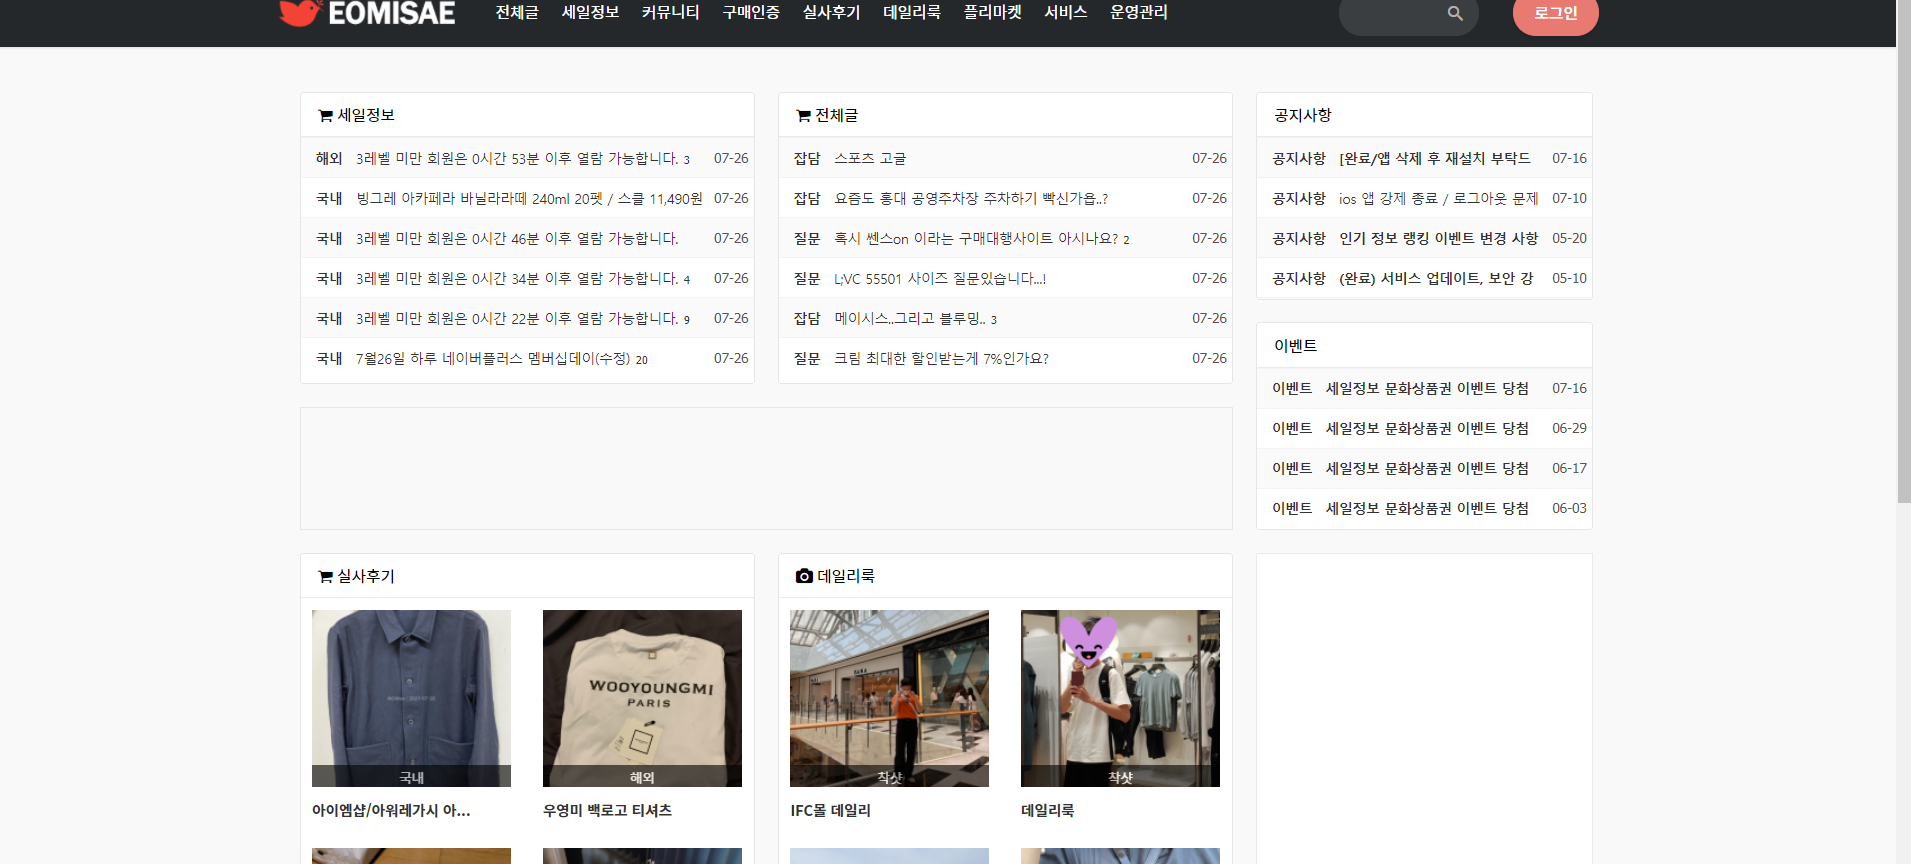 EOMISAE
전체글 세일정보 커뮤니티 구매인증 실사후기 데일리룩 플리마켓 서비스 운영관리
로그인
세일정보
해외 3레벨 미만 회원은 0시간 53분 이후 열람 가능합니다. 3 07-26
국내 빙그레 아카페라 바닐라라떼 240ml 20펫 / 스클 11,490원 07-26
국내 3레벨 미만 회원은 0시간 46분 이후 열람 가능합니다. 07-26
국내 3레벨 미만 회원은 0시간 34분 이후 열람 가능합니다. 4 07-26
국내 3레벨 미만 회원은 0시간 22분 이후 열람 가능합니다. 9 07-26
국내 7월26일 하루 네이버플러스 멤버십데이(수정) 20 07-26
전체글
잡담 스포츠 고글 07-26
잡담 요즘도 홍대 공영주차장 주차하기 빡신가욥..? 07-26
질문 혹시 쎈스on 이라는 구매대행사이트 아시나요? 2 07-26
질문 L;VC 55501 사이즈 질문있습니다...! 07-26
잡담 메이시스..그리고 블루밍.. 3 07-26
질문 크림 최대한 할인받는게 7%인가요? 07-26
공지사항
공지사항 [완료/앱 삭제 후 재설치 부탁드 07-16
공지사항 ios 앱 강제 종료 / 로그아웃 문제 07-10
공지사항 인기 정보 랭킹 이벤트 변경 사항 05-20
공지사항 (완료) 서비스 업데이트, 보안 강 05-10
이벤트
이벤트 세일정보 문화상품권 이벤트 당첨 07-16
이벤트 세일정보 문화상품권 이벤트 당첨 06-29
이벤트 세일정보 문화상품권 이벤트 당첨 06-17
이벤트 세일정보 문화상품권 이벤트 당첨 06-03
실사후기
국내
아이엠샵/아워레가시 아...
WOOYOUNGMI
PARIS
해외
우영미 백로고 티셔츠
데일리룩
ZARA
착샷
IFC몰 데일리
착샷
데일리룩